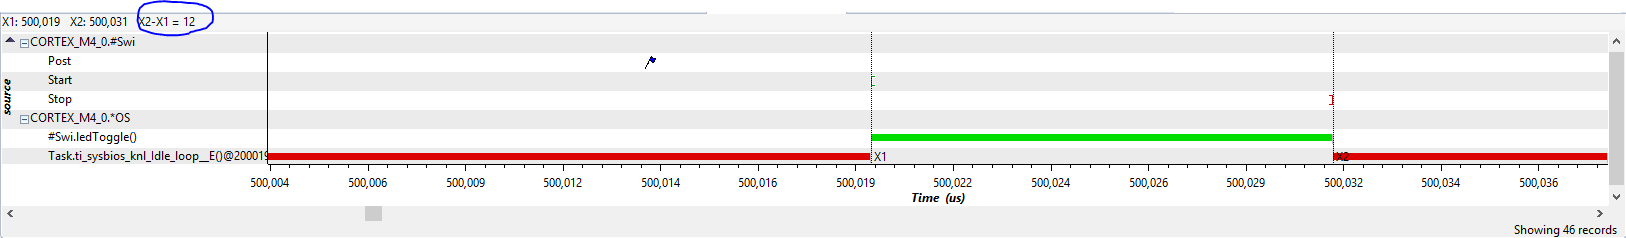 X1: 500,019 X2: 500,031 X2-X1 = 12
CORTEX_M4_0.#Swi
Post
Start
Stop
source
CORTEX_M4_0.*OS
#Swi.ledToggle()
Task.ti_sysbios_knl_Idle_loop__E()@200019
X1
X2
500,004 500,006 500,009 500,012 500,014 500,016 500,019 500,022 500,024 500,026 500,029 500,032 500,034 500,036
Time (us)
Showing 46 records